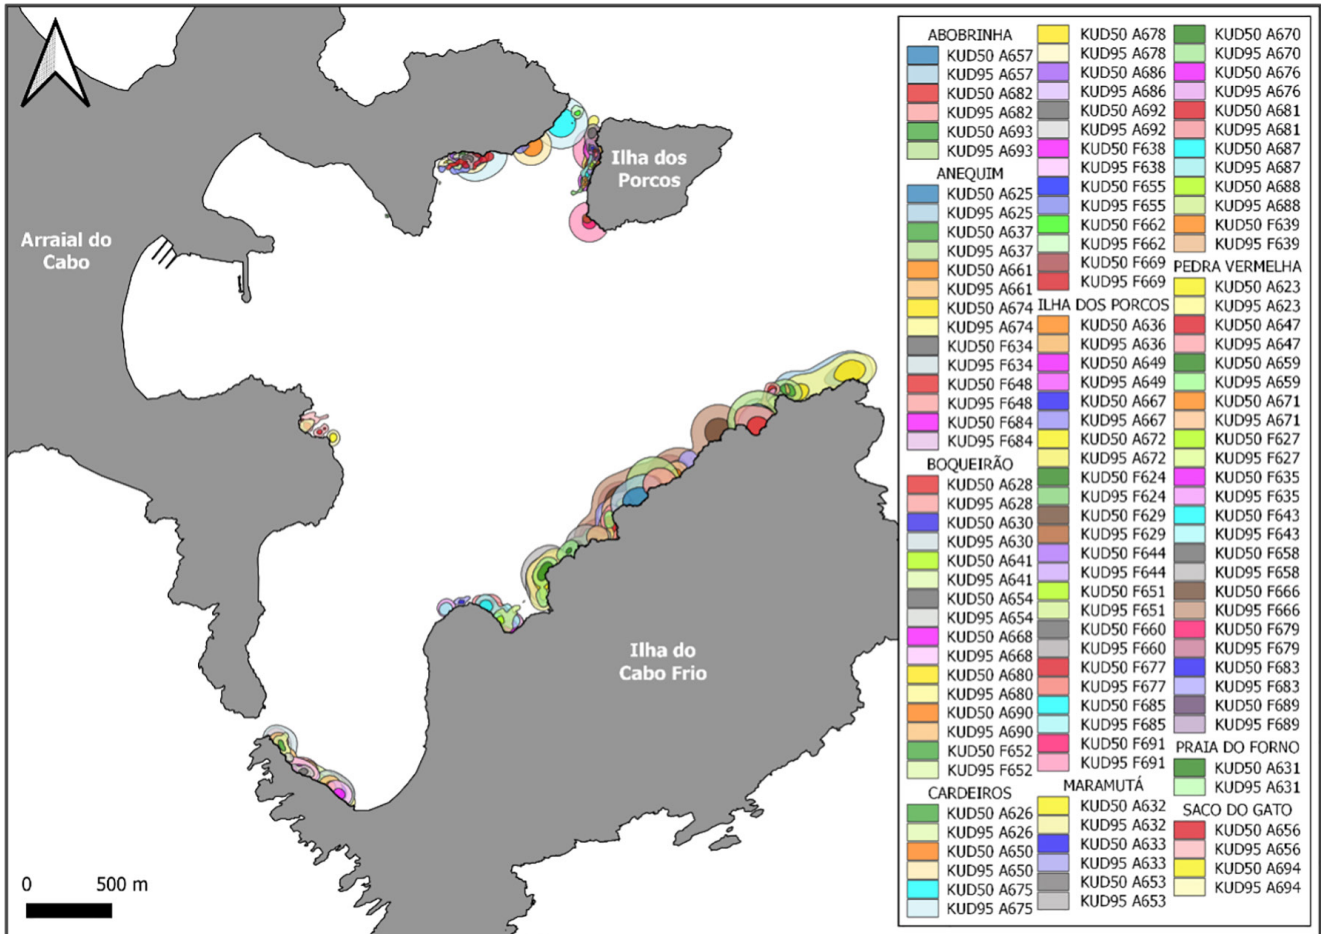 Arraial do
Cabo
Ilha dos
Porcos
Ilha do
Cabo Frio
0 500 m
ABOBRINHA
KUD50 A657
KUD95 A657
KUD50 A682
KUD95 A682
KUD50 A693
KUD95 A693
ANEQUIM
KUD50 A625
KUD95 A625
KUD50 A637
KUD95 A637
KUD50 A661
KUD95 A661
KUD50 A674
KUD95 A674
KUD50 F634
KUD95 F634
KUD50 F648
KUD95 F648
KUD50 F684
KUD95 F684
BOQUEIRÃO
KUD50 A628
KUD95 A628
KUD50 A630
KUD95 A630
KUD50 A641
KUD95 A641
KUD50 A654
KUD95 A654
KUD50 A668
KUD95 A668
KUD50 A680
KUD95 A680
KUD50 A690
KUD95 A690
KUD50 F652
KUD95 F652
CARDEIROS
KUD50 A626
KUD95 A626
KUD50 A650
KUD95 A650
KUD50 A675
KUD95 A675
KUD50 A678
KUD95 A678
KUD50 A686
KUD95 A686
KUD50 A692
KUD95 A692
KUD50 F638
KUD95 F638
KUD50 F655
KUD95 F655
KUD50 F662
KUD95 F662
KUD50 F669
KUD95 F669
ILHA DOS PORCOS
KUD50 A636
KUD95 A636
KUD50 A649
KUD95 A649
KUD50 A667
KUD95 A667
KUD50 A672
KUD95 A672
KUD50 F624
KUD95 F624
KUD50 F629
KUD95 F629
KUD50 F644
KUD95 F644
KUD50 F651
KUD95 F651
KUD50 F660
KUD95 F660
KUD50 F677
KUD95 F677
KUD50 F685
KUD95 F685
KUD50 F691
KUD95 F691
MARAMUTÁ
KUD50 A632
KUD95 A632
KUD50 A633
KUD95 A633
KUD50 A653
KUD95 A653
KUD50 A670
KUD95 A670
KUD50 A676
KUD95 A676
KUD50 A681
KUD95 A681
KUD50 A687
KUD95 A687
KUD50 A688
KUD95 A688
KUD50 F639
KUD95 F639
PEDRA VERMELHA
KUD50 A623
KUD95 A623
KUD50 A647
KUD95 A647
KUD50 A659
KUD95 A659
KUD50 A671
KUD95 A671
KUD50 F627
KUD95 F627
KUD50 F635
KUD95 F635
KUD50 F643
KUD95 F643
KUD50 F658
KUD95 F658
KUD50 F666
KUD95 F666
KUD50 F679
KUD95 F679
KUD50 F683
KUD95 F683
KUD50 F689
KUD95 F689
PRAIA DO FORNO
KUD50 A631
KUD95 A631
SACO DO GATO
KUD50 A656
KUD95 A656
KUD50 A694
KUD95 A694